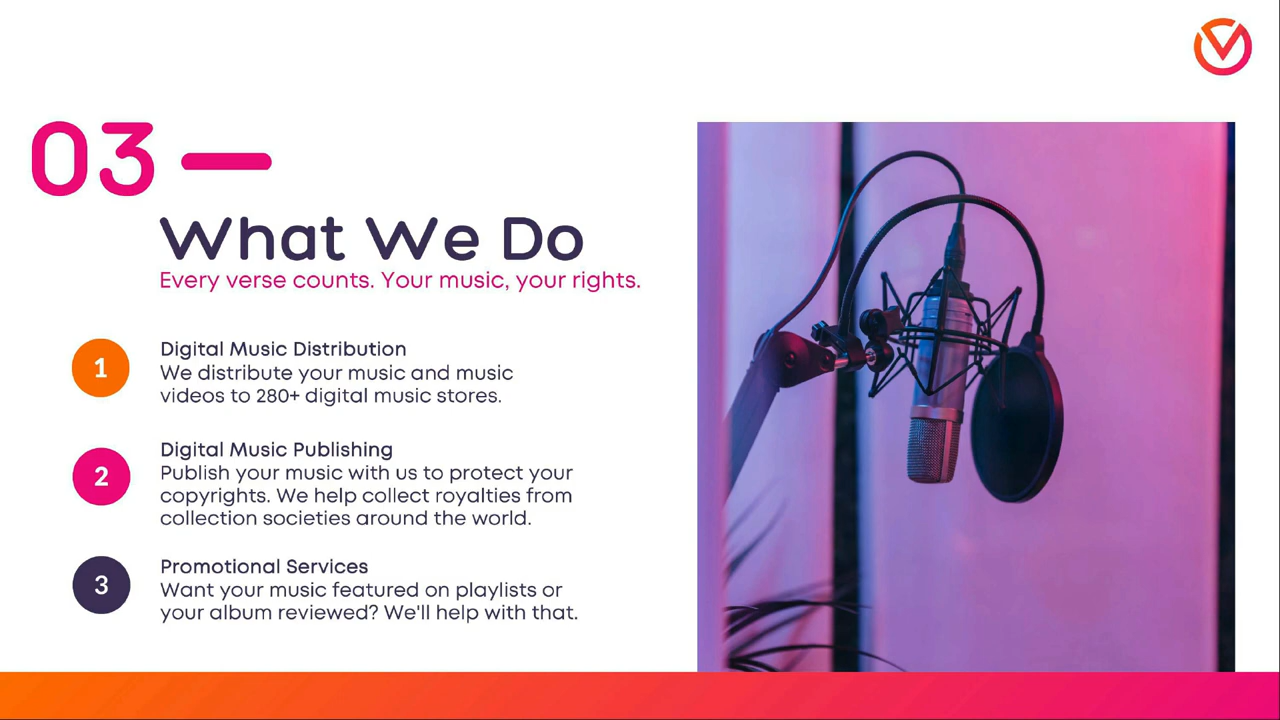 03 —
What We Do
Every verse counts. Your music, your rights.
1
Digital Music Distribution
We distribute your music and music
videos to 280+ digital music stores.
2
Digital Music Publishing
Publish your music with us to protect your
copyrights. We help collect royalties from
collection societies around the world.
3
Promotional Services
Want your music featured on playlists or
your album reviewed? We'll help with that.